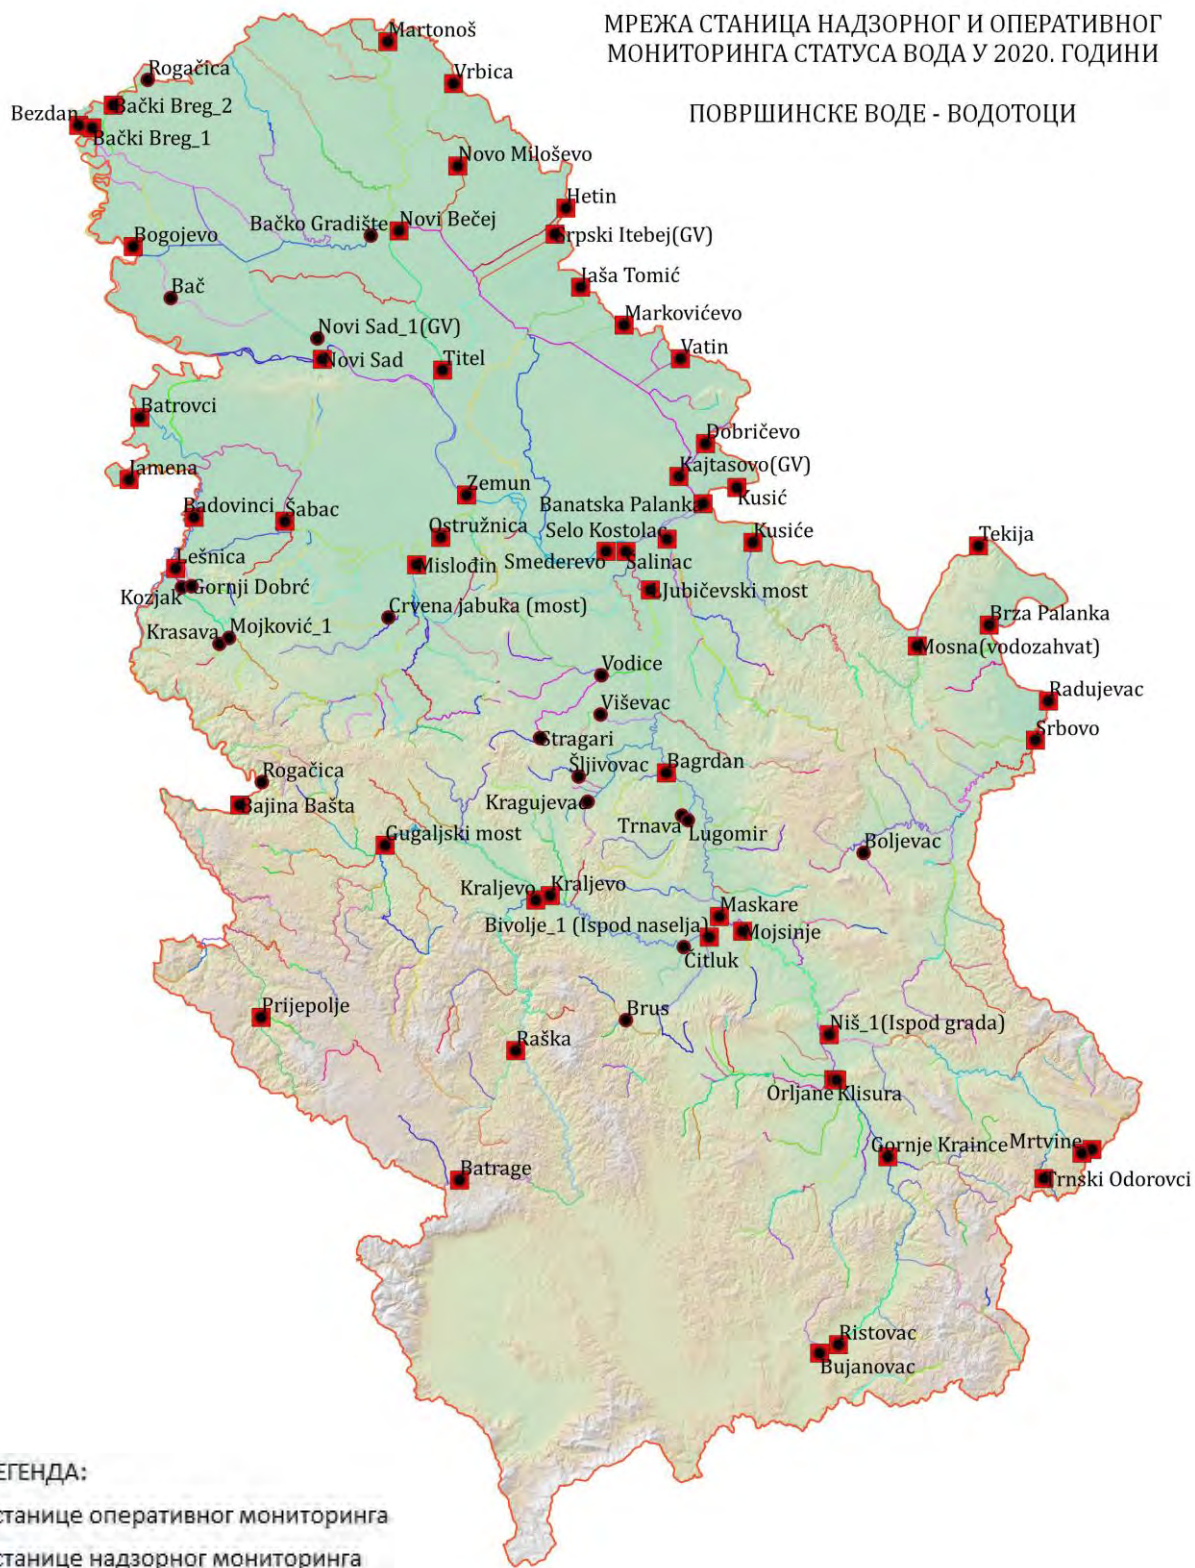 МРЕЖА СТАНИЦА НАДЗОРНОГ И ОПЕРАТИВНОГ
МОНИТОРИНГА СТАТУСА ВОДА У 2020. ГОДИНИ
ПОВРШИНСКЕ ВОДЕ - ВОДОТОЦИ
Martonoš
Rogačica
Vrbica
Bački Breg_2
Bezdan
Bački Breg_1
Novo Miloševo
Hetin
Bačko Gradište
Novi Bečej
Srpski Itebej(GV)
Bogojevo
Jaša Tomić
Bač
Markovićevo
Novi Sad_1(GV)
Vatin
Novi Sad
Titel
Batrovci
Dobričevo
Jamena
Kajtasovo(GV)
Zemun
Kusić
Badovinci
Šabac
Banatska Palanka
Ostružnica
Selo Kostolac
Kusiće
Tekija
Lešnica
Mislođin
Smederevo
Salinac
Kozjak
Gornji Dobrć
Ljubičevski most
Crvena jabuka (most)
Brza Palanka
Krasava
Mojković_1
Mosna(vodozahvat)
Vodice
Radujevac
Viševac
Srbovo
Stragari
Rogačica
Šljivovac
Bagrdan
Bajina Bašta
Kragujevac
Trnava
Lugomir
Gugaljski most
Boljevac
Kraljevo
Kraljevo
Maskare
Bivolje_1 (Ispod naselja)
Mojsinje
Čitluk
Prijepolje
Brus
Niš_1(Ispod grada)
Raška
Orljane
Klisura
Gornje Kraince
Mrtvine
Batrage
Trnski Odorovci
Ristovac
Bujanovac
ЕГЕНДА:
станице оперативног мониторинга
станице надзорног мониторинга